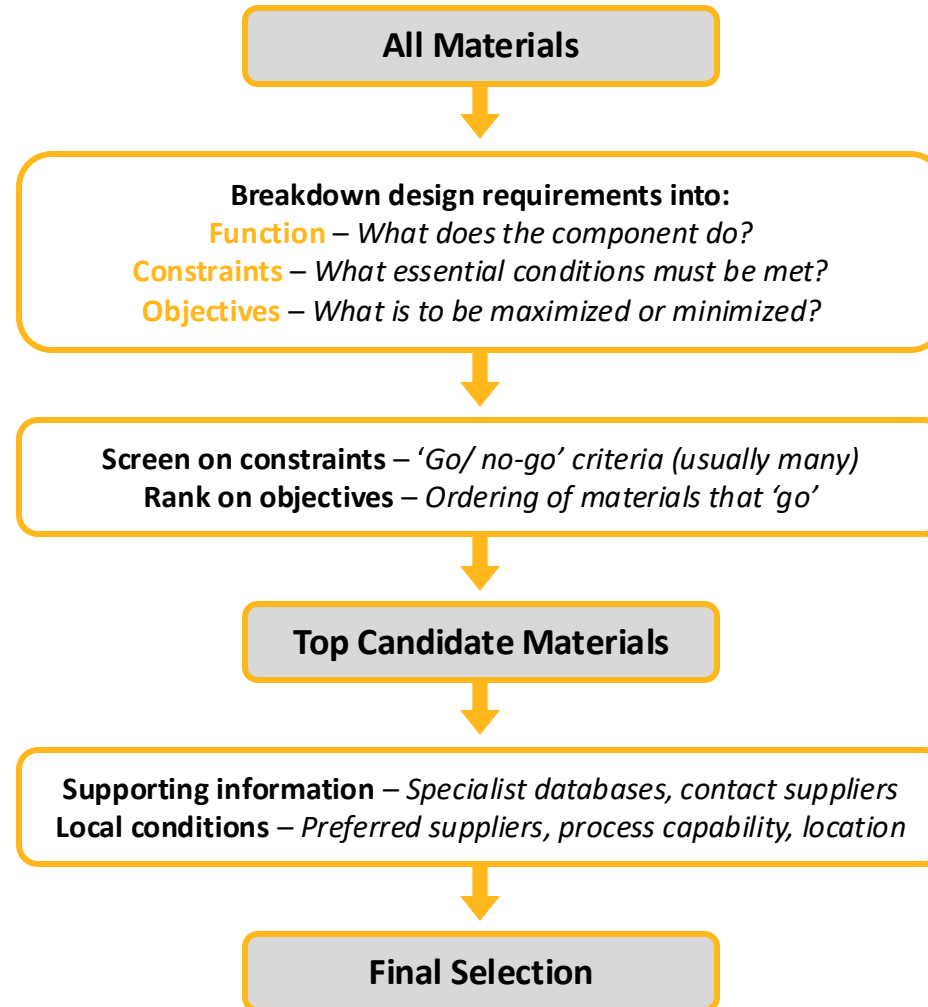 All Materials
Breakdown design requirements into:
Function – What does the component do?
Constraints – What essential conditions must be met?
Objectives – What is to be maximized or minimized?
Screen on constraints – ‘Go/ no-go’ criteria (usually many)
Rank on objectives – Ordering of materials that ‘go’
Top Candidate Materials
Supporting information – Specialist databases, contact suppliers
Local conditions – Preferred suppliers, process capability, location
Final Selection